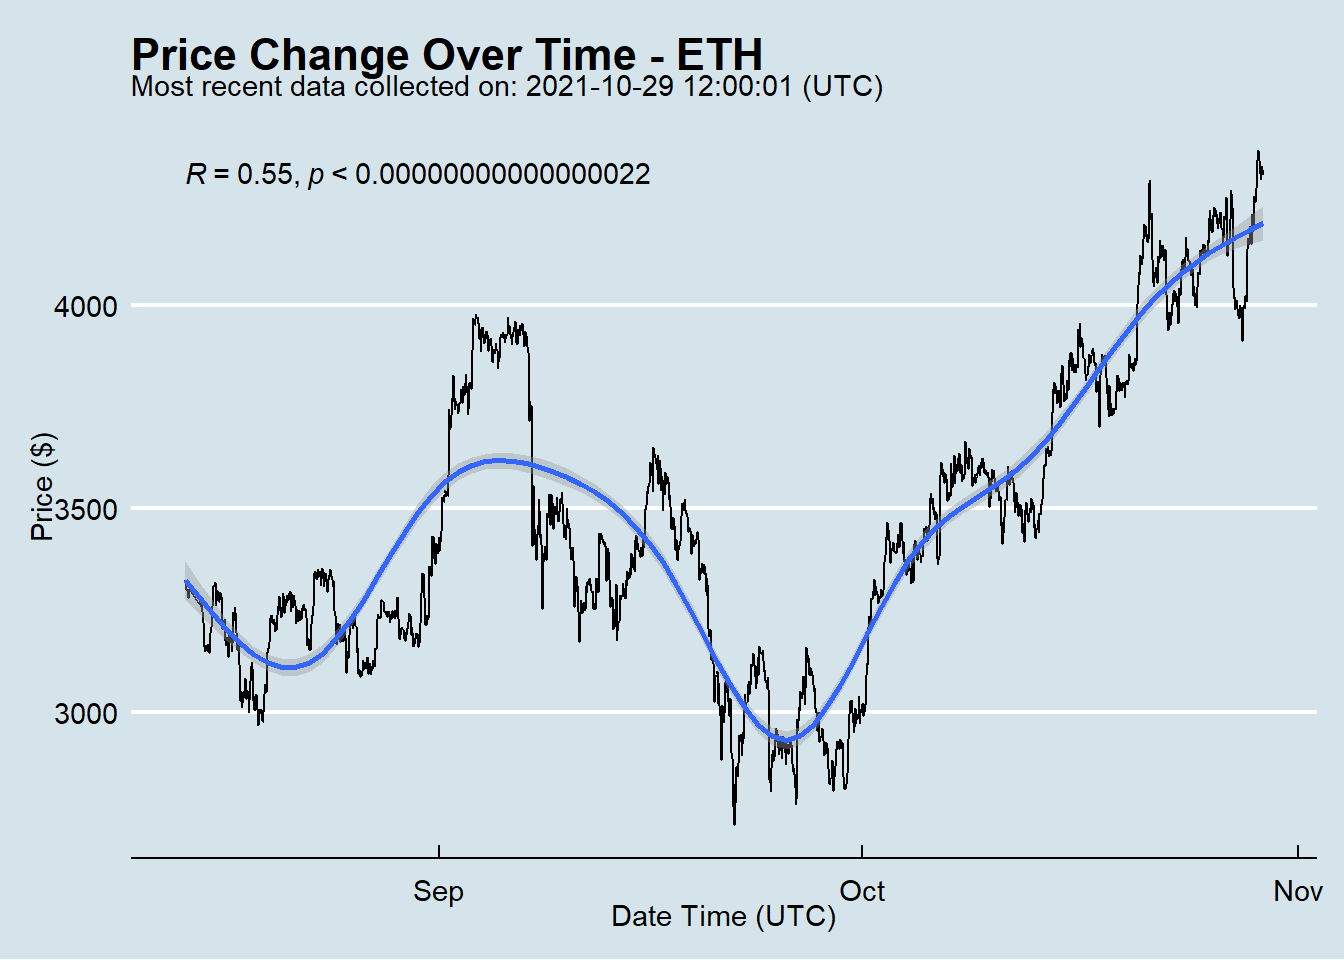 Price Change Over Time - ETH
Most recent data collected on: 2021-10-29 12:00:01 (UTC)
R = 0.55, p < 0.00000000000000022
4000
3500
3000
Price ($)
Sep
Oct
Nov
Date Time (UTC)